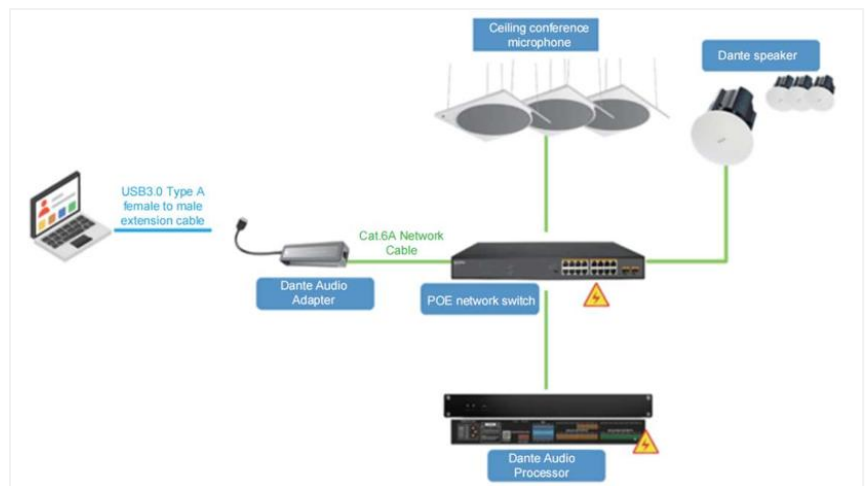 Ceiling conference
microphone
Dante speaker
USB3.0 Type A
female to male
extension cable
Cat.6A Network
Cable
Dante Audio
Adapter
POE network switch
Dante Audio
Processor